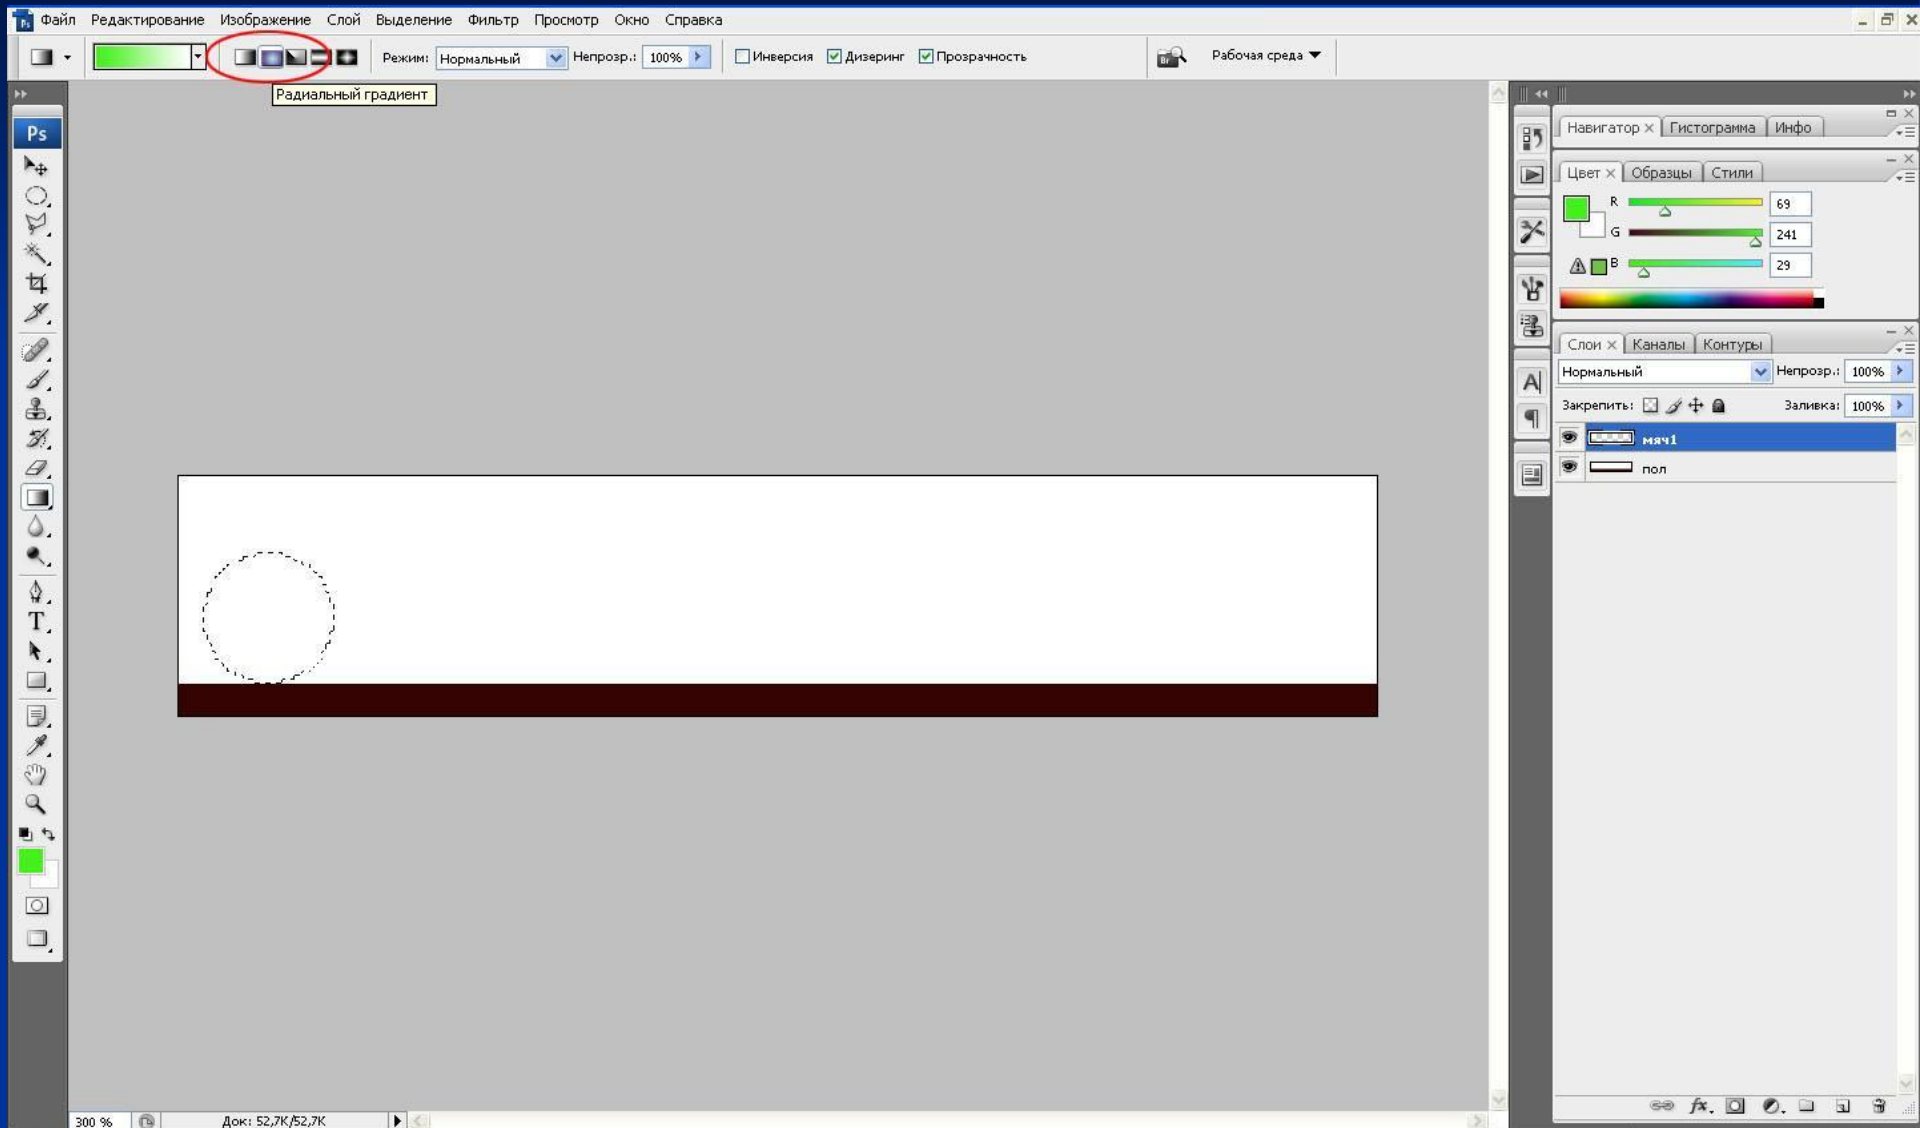 Файл Редактирование Изображение Слой Выделение Фильтр Просмотр Окно Справка
Режим: Нормальный Непрозр.: 100% Инверсия Дизеринг Прозрачность Рабочая среда
Радиальный градиент
Ps
Навигатор Гистограмма Инфо
Цвет Образцы Стили
R 69
G 241
B 29
Слои Каналы Контуры
Нормальный Непрозр.: 100%
Закрепить: Заливка: 100%
мяч1
пол
300 % Док: 52,7K/52,7K